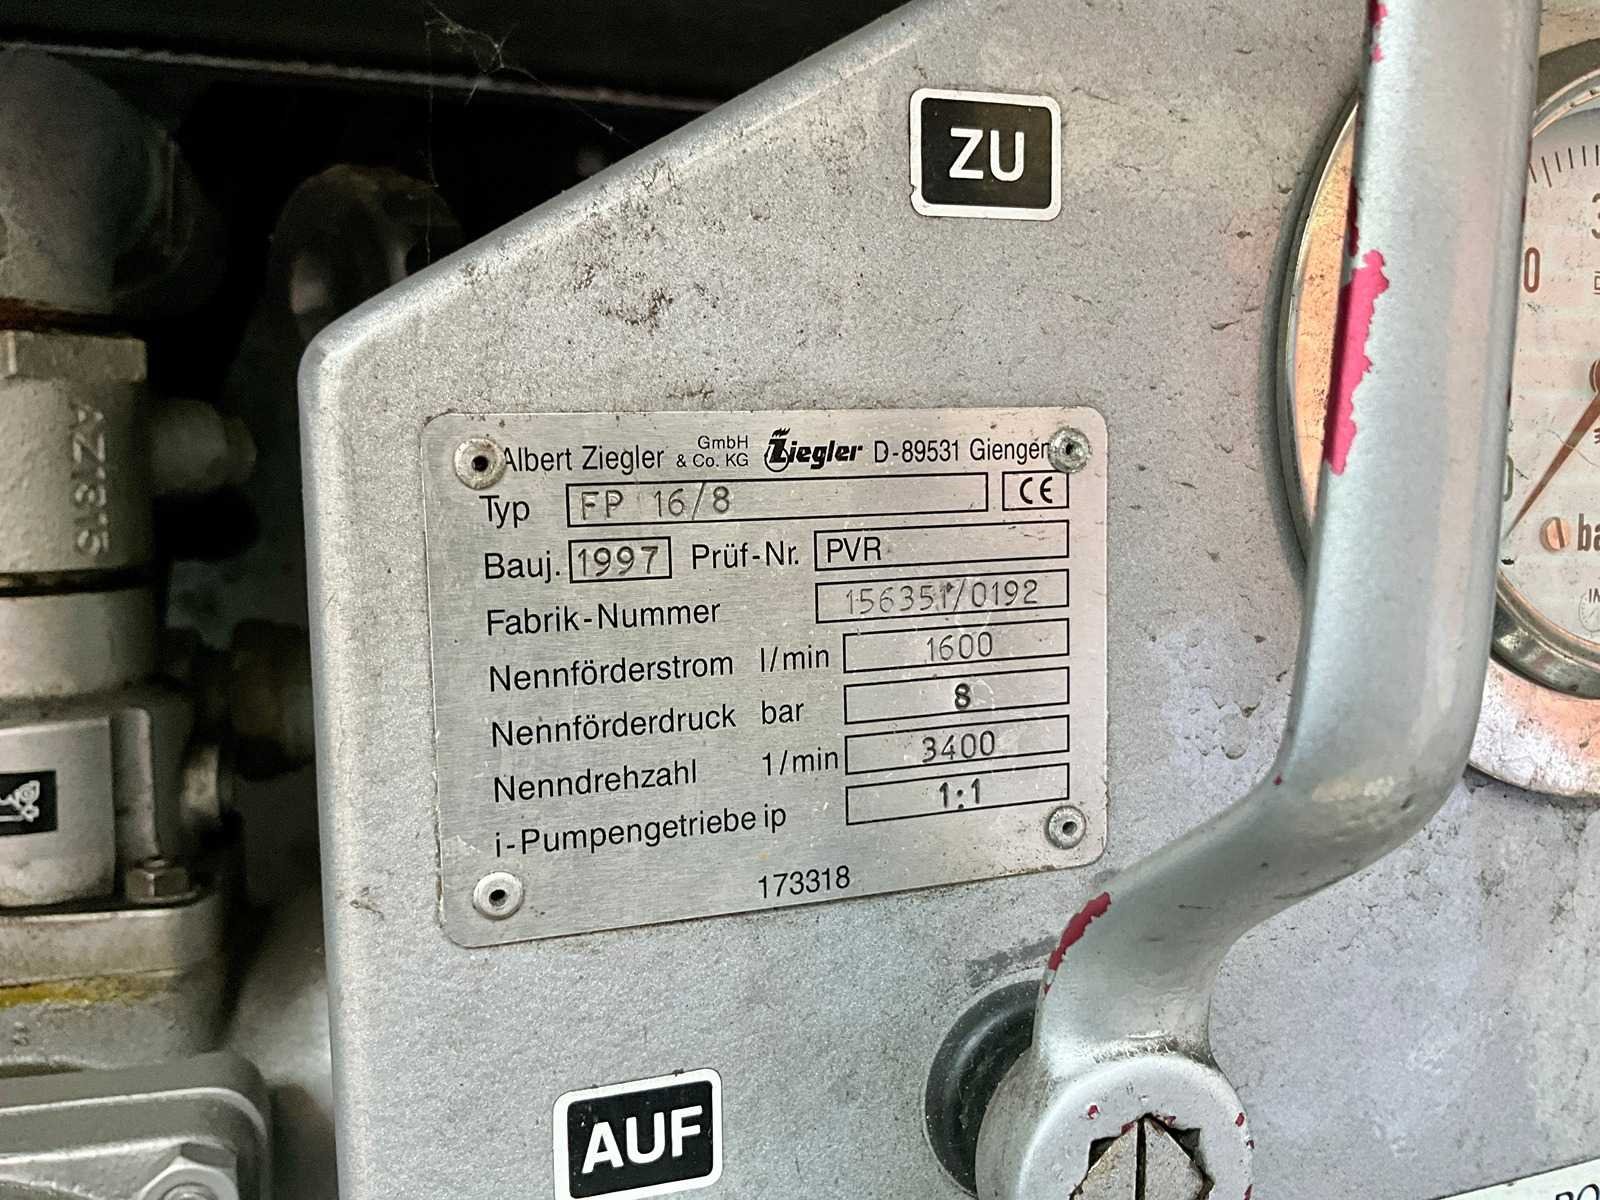 ZU
Albert Ziegler GmbH & Co. KG Ziegler D-89531 Giengen
Typ FP 16/8 CE
Bauj. 1997 Prüf-Nr. PVR
Fabrik-Nummer 156351/0192
Nennförderstrom l/min 1600
Nennförderdruck bar 8
Nenndrehzahl 1/min 3400
i-Pumpengetriebe ip 1:1
173318
AUF